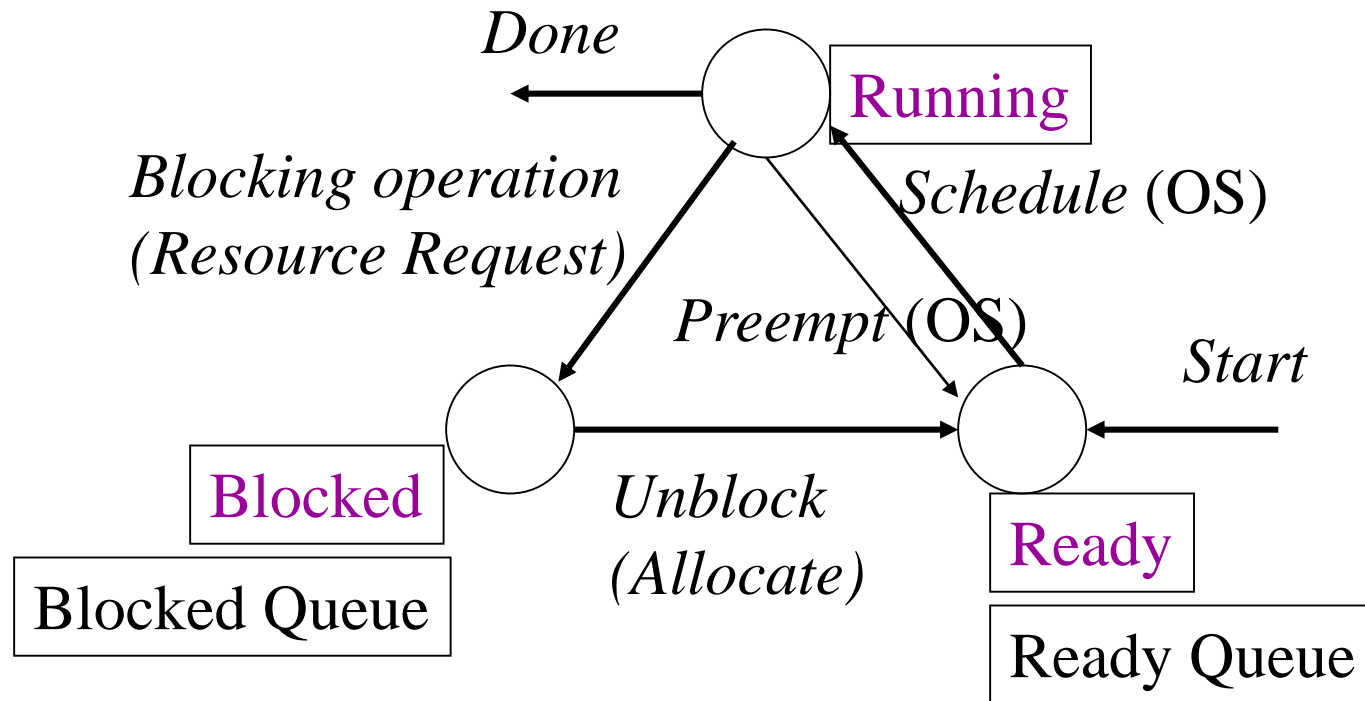 Done
Running
Blocking operation
(Resource Request)
Schedule (OS)
Preempt (OS)
Start
Blocked
Unblock
(Allocate)
Ready
Blocked Queue
Ready Queue